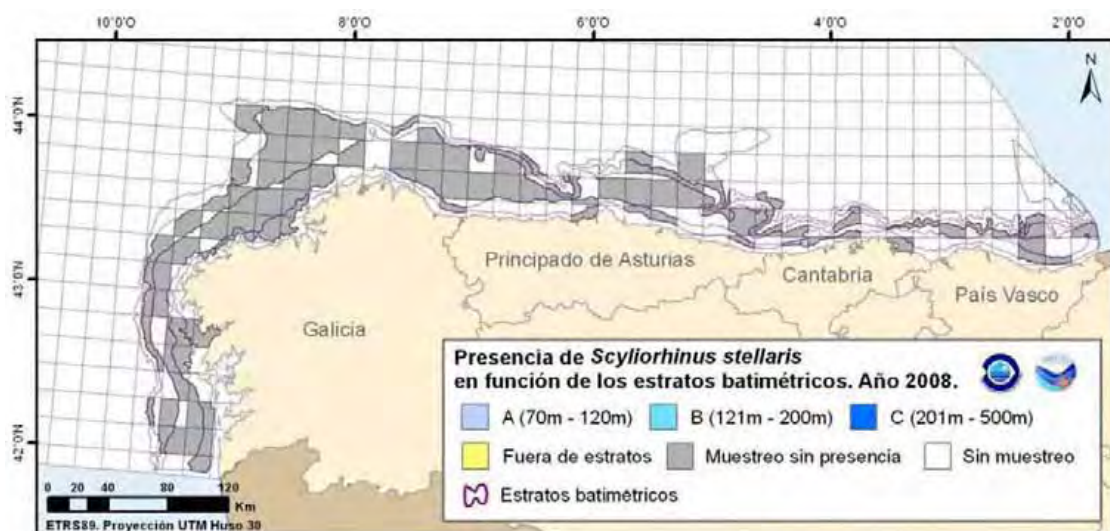 10°0'O 8°0'O 6°0'O 4°0'O 2°0'O
N
44°0'N
43°0'N
42°0'N
Principado de Asturias
Cantabria
País Vasco
Galicia
Presencia de Scyliorhinus stellaris
en función de los estratos batimétricos. Año 2008.
A (70m - 120m) B (121m - 200m) C (201m - 500m)
Fuera de estratos Muestreo sin presencia Sin muestreo
Estratos batimétricos
0 20 40 80 120
Km
ETRS89. Proyección UTM Huso 30